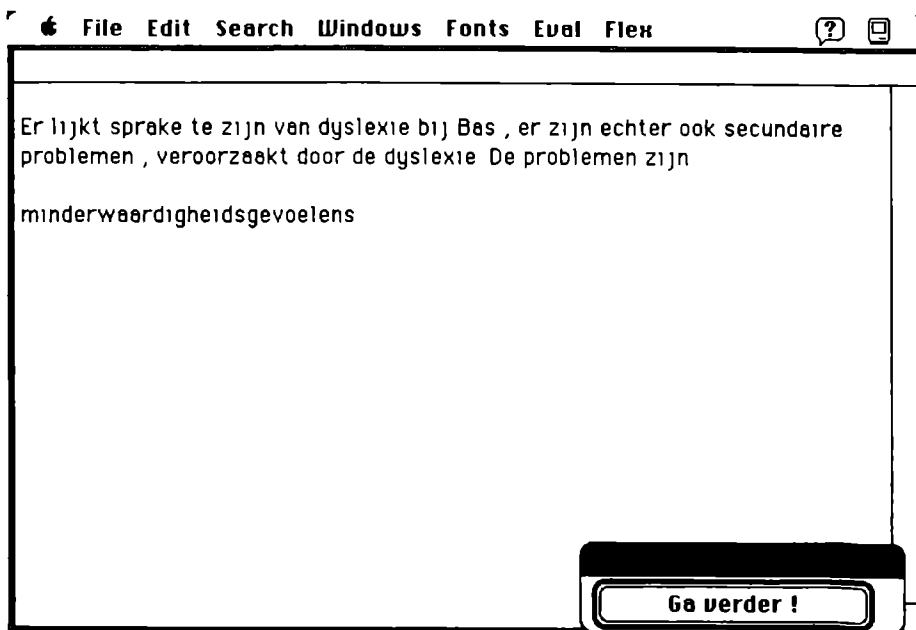 File Edit Search Windows Fonts Eval Flex
Er lijkt sprake te zijn van dyslexie bij Bas , er zijn echter ook secundaire
problemen , veroorzaakt door de dyslexie De problemen zijn
minderwaardigheidsgevoelens
Ga verder !